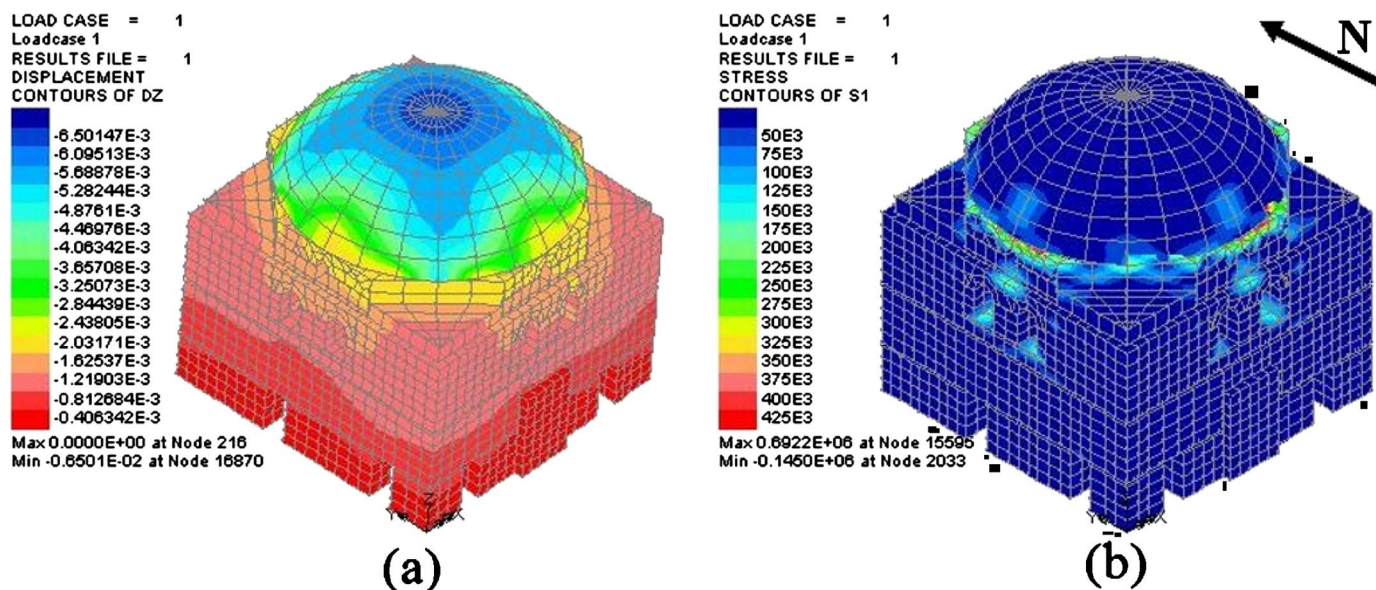 LOAD CASE = 1
Loadcase 1
RESULTS FILE = 1
DISPLACEMENT
CONTOURS OF DZ
-6.50147E-3
-6.09513E-3
-5.68878E-3
-5.28244E-3
-4.8761E-3
-4.46976E-3
-4.06342E-3
-3.65708E-3
-3.25073E-3
-2.84439E-3
-2.43805E-3
-2.03171E-3
-1.62537E-3
-1.21903E-3
-0.812684E-3
-0.406342E-3
Max 0.0000E+00 at Node 216
Min -0.6501E-02 at Node 16870
Z
X
(a)
LOAD CASE = 1
Loadcase 1
RESULTS FILE = 1
STRESS
CONTOURS OF S1
50E3
75E3
100E3
125E3
150E3
175E3
200E3
225E3
250E3
275E3
300E3
325E3
350E3
375E3
400E3
425E3
Max 0.6922E+06 at Node 15595
Min -0.1450E+06 at Node 2033
X
(b)
N